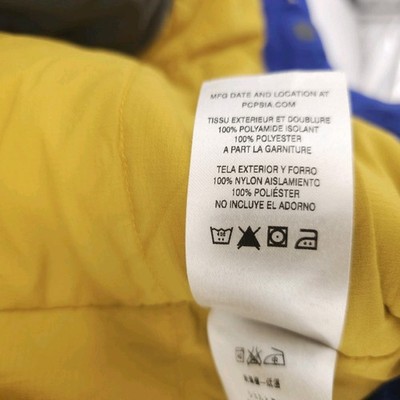 MFG DATE AND LOCATION AT
PCPSIA.COM
TISSU EXTERIEUR ET DOUBLURE
100% POLYAMIDE ISOLANT
100% POLYESTER
A PART LA GARNITURE
TELA EXTERIOR Y FORRO
100% NYLON AISLAMIENTO
100% POLIÉSTER
NO INCLUYE EL ADORNO